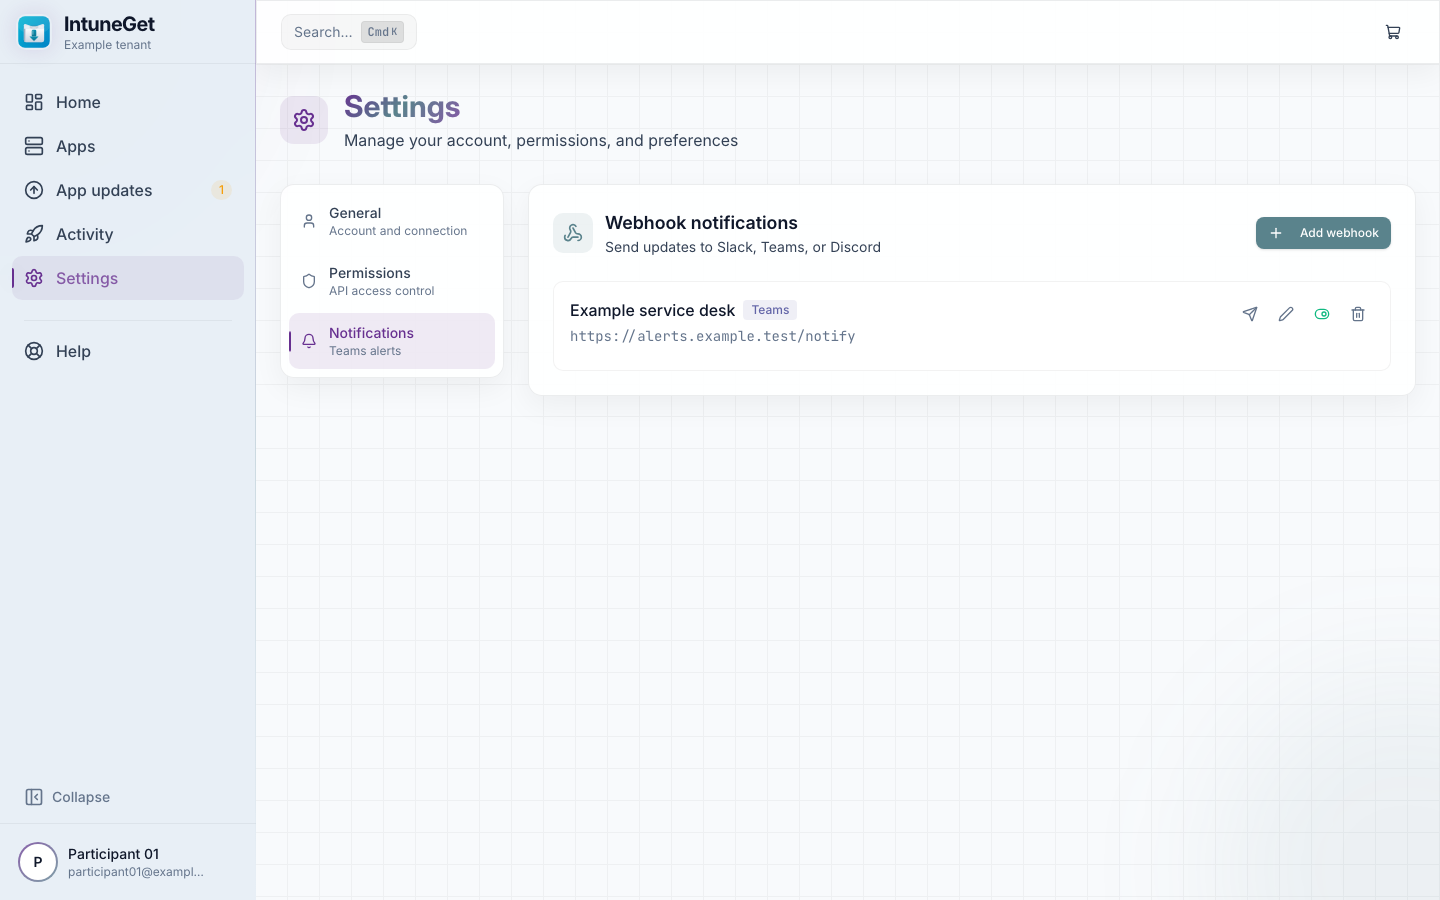 IntuneGet
Example tenant
Home
Apps
App updates 1
Activity
Settings
Help
Collapse
P
Participant 01
participant01@exampl...
Search... Cmd K
Settings
Manage your account, permissions, and preferences
General
Account and connection
Permissions
API access control
Notifications
Teams alerts
Webhook notifications
Send updates to Slack, Teams, or Discord
Add webhook
Example service desk Teams
https://alerts.example.test/notify